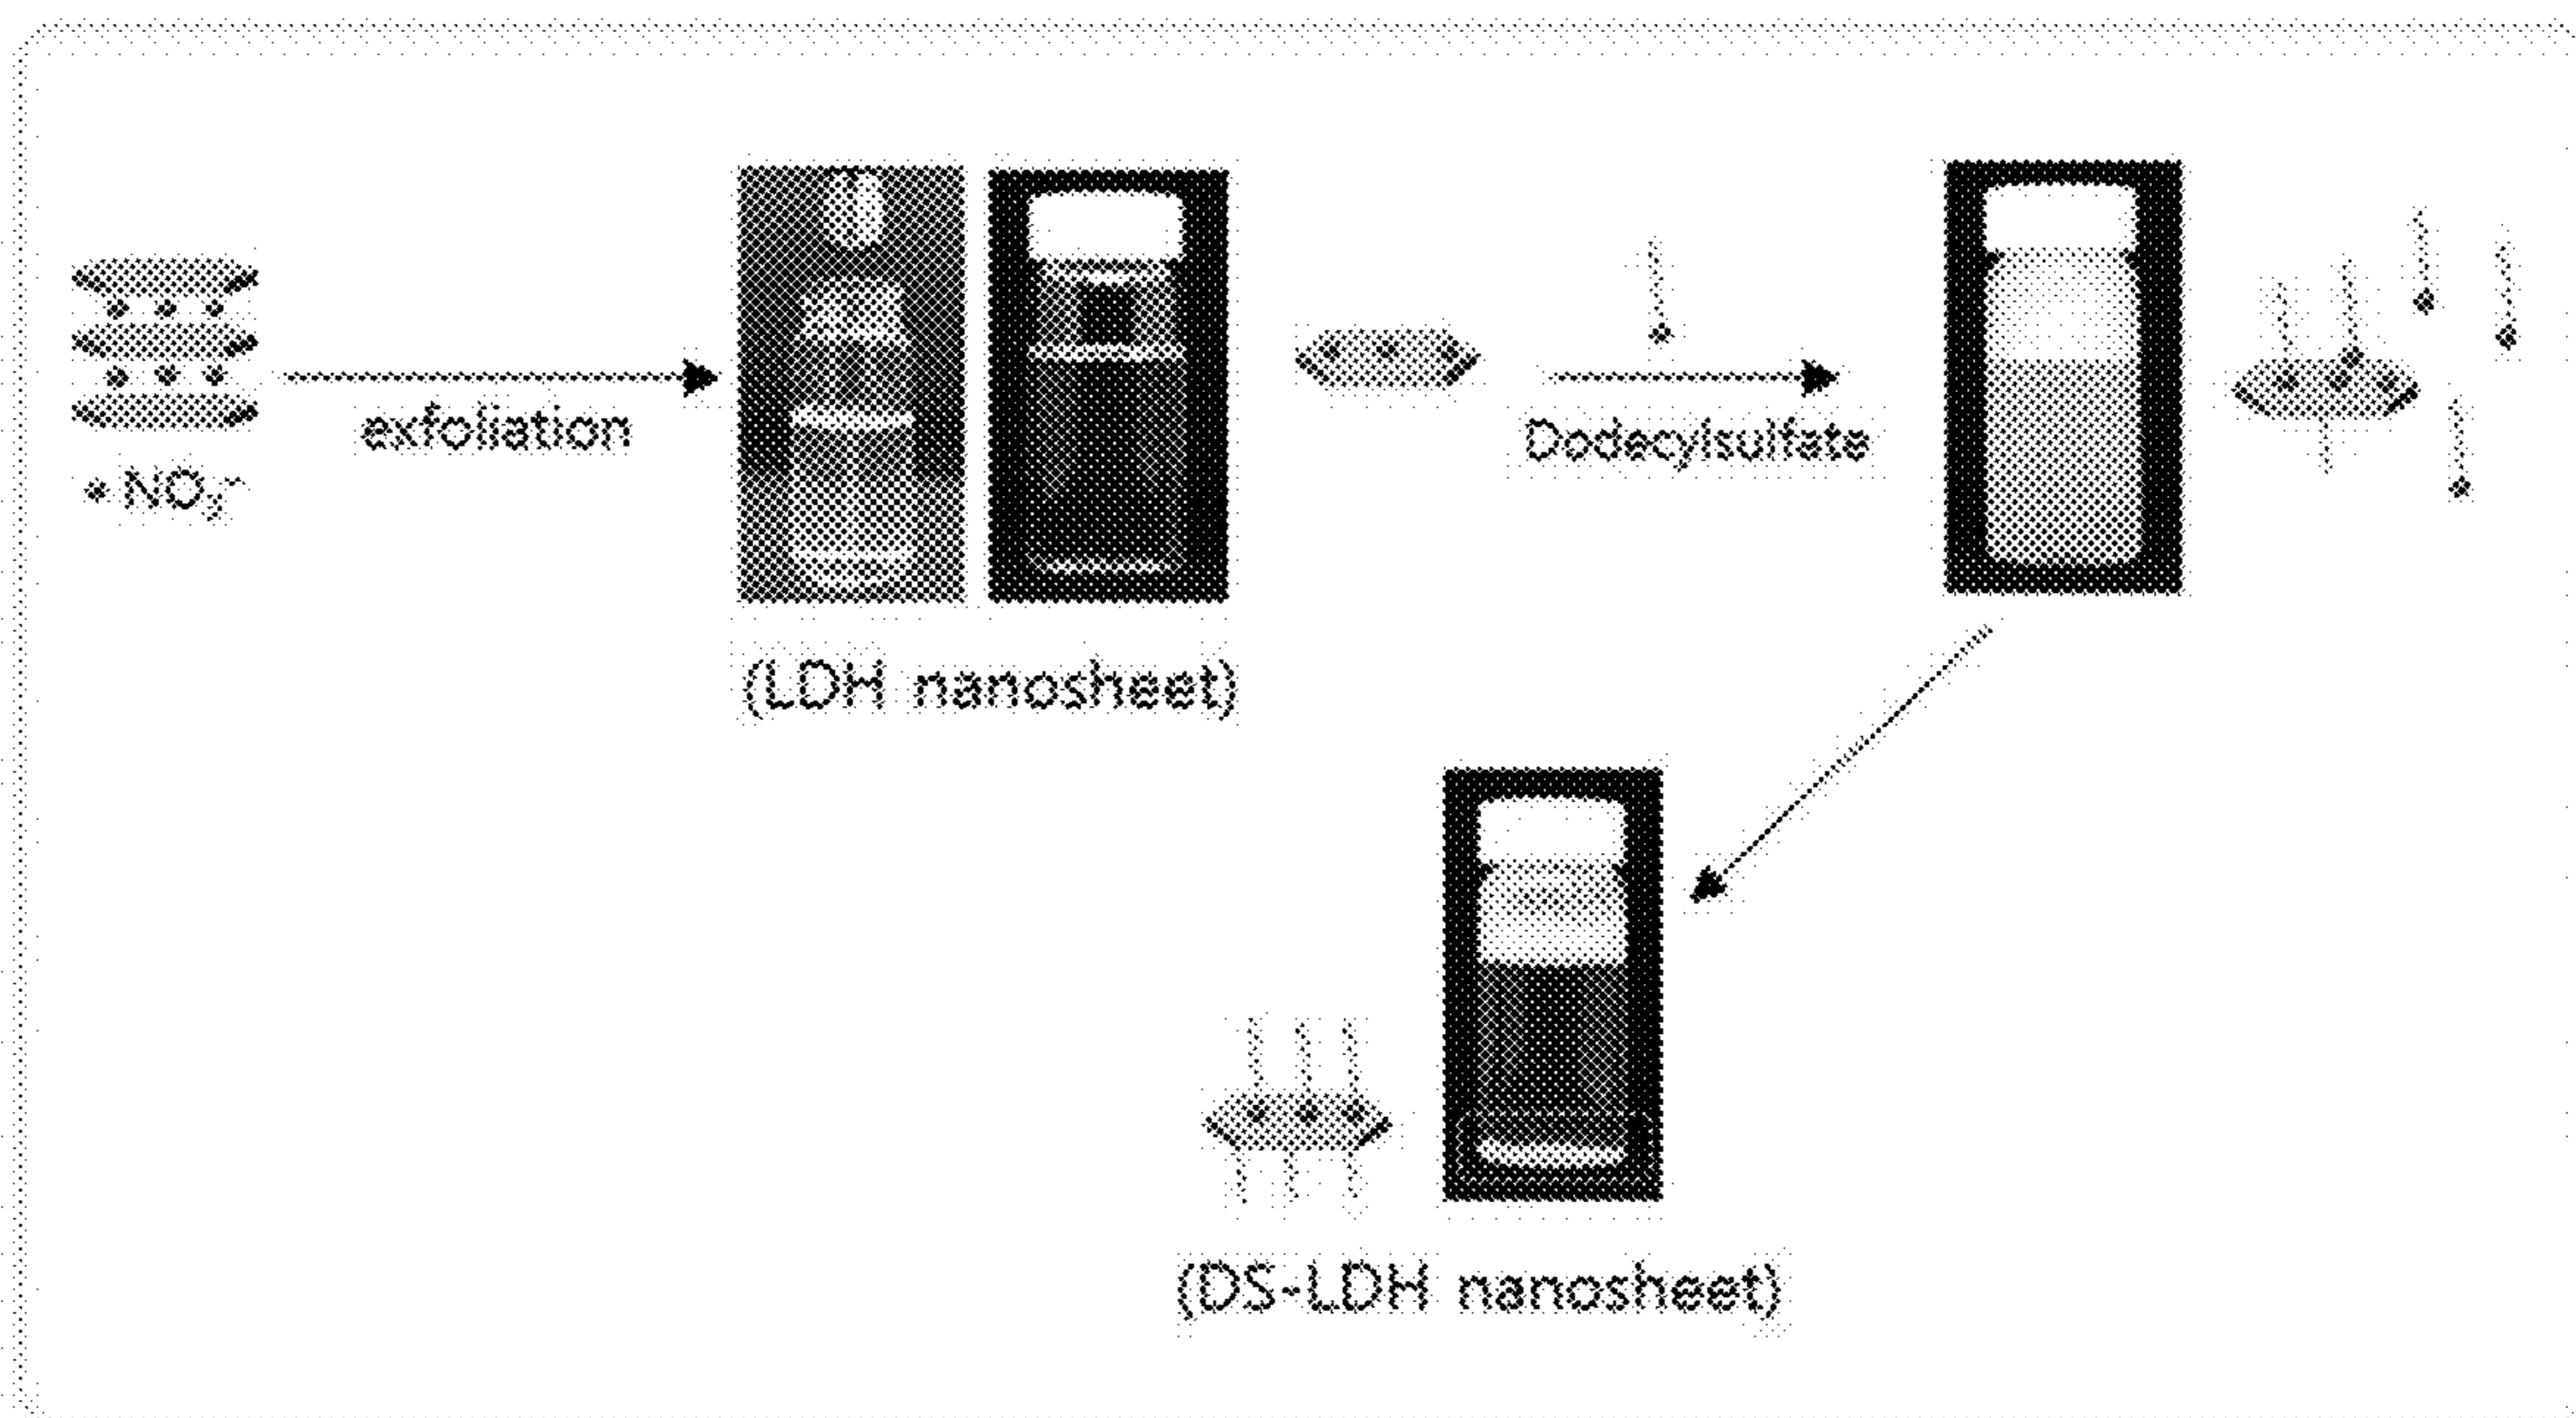 exfoliation
• NO₃⁻
Dodecylsulfate
(LDH nanosheet)
(DS-LDH nanosheet)